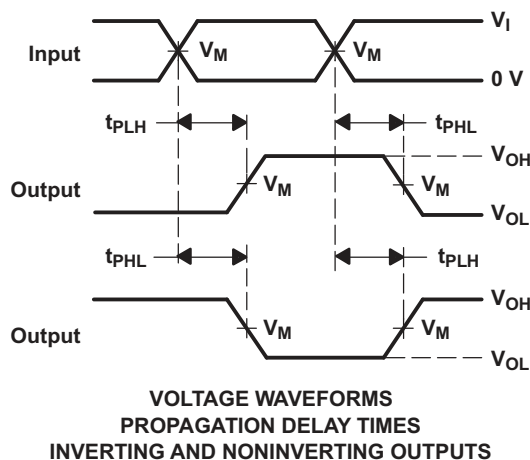 V_I
Input
V_M
V_M
0 V
t_PLH
t_PHL
V_OH
Output
V_M
V_M
V_OL
t_PHL
t_PLH
V_OH
Output
V_M
V_M
V_OL
VOLTAGE WAVEFORMS
PROPAGATION DELAY TIMES
INVERTING AND NONINVERTING OUTPUTS